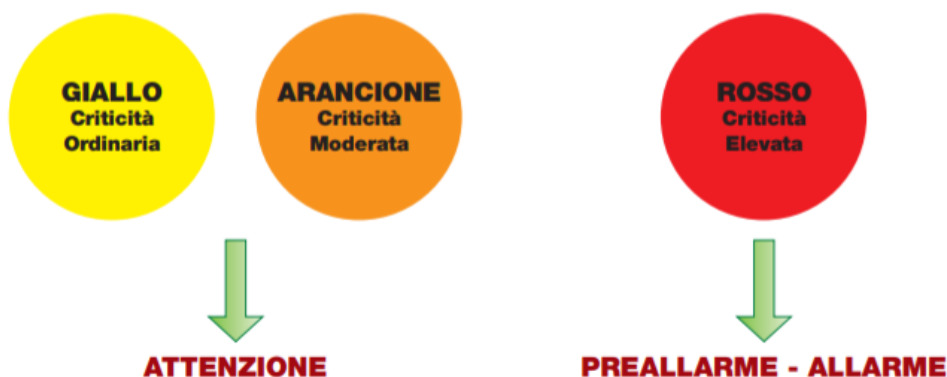 GIALLO
Criticità
Ordinaria
ARANCIONE
Criticità
Moderata
ROSSO
Criticità
Elevata
ATTENZIONE
PREALLARME - ALLARME